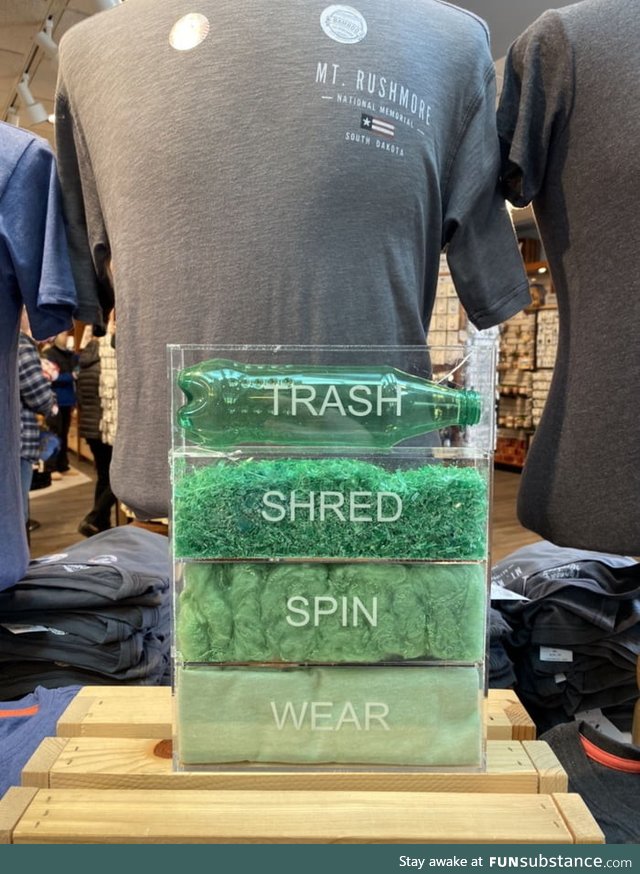 MT. RUSHMORE
NATIONAL MEMORIAL
SOUTH DAKOTA
TRASH
SHRED
SPIN
WEAR
Stay awake at FUNsubstance.com